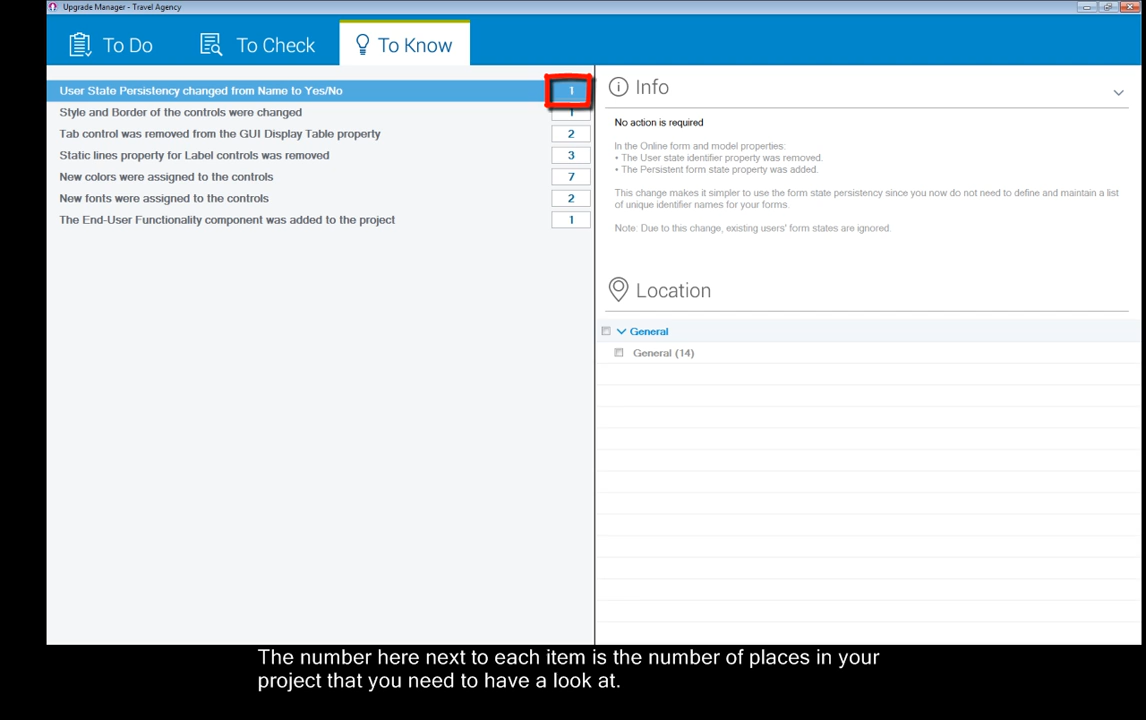 Upgrade Manager - Travel Agency
To Do
To Check
To Know
User State Persistency changed from Name to Yes/No
1
Style and Border of the controls were changed
1
Tab control was removed from the GUI Display Table property
2
Static lines property for Label controls was removed
3
New colors were assigned to the controls
7
New fonts were assigned to the controls
2
The End-User Functionality component was added to the project
1
Info
No action is required
In the Online form and model properties:
• The User state identifier property was removed.
• The Persistent form state property was added.
This change makes it simpler to use the form state persistency since you now do not need to define and maintain a list
of unique identifier names for your forms.
Note: Due to this change, existing users' form states are ignored.
Location
General
General (14)
The number here next to each item is the number of places in your
project that you need to have a look at.